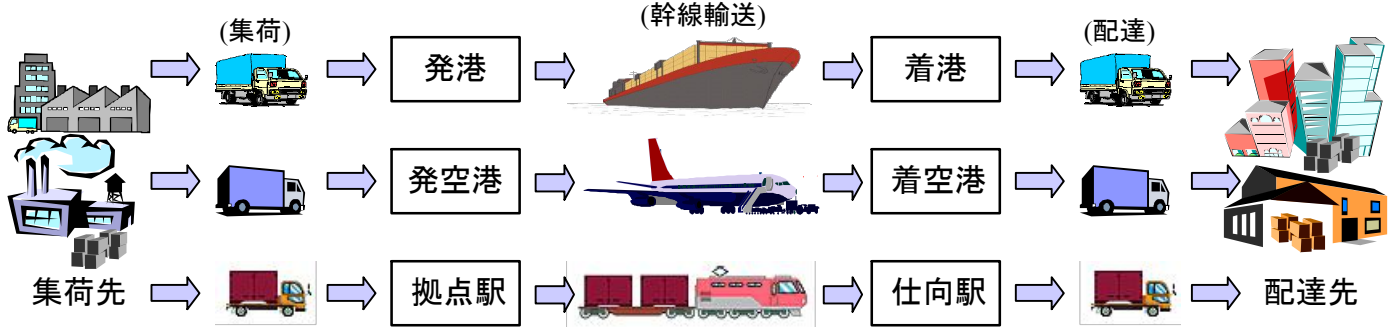 (集荷)
(幹線輸送)
(配達)
発港
着港
発空港
着空港
集荷先
拠点駅
仕向駅
配達先